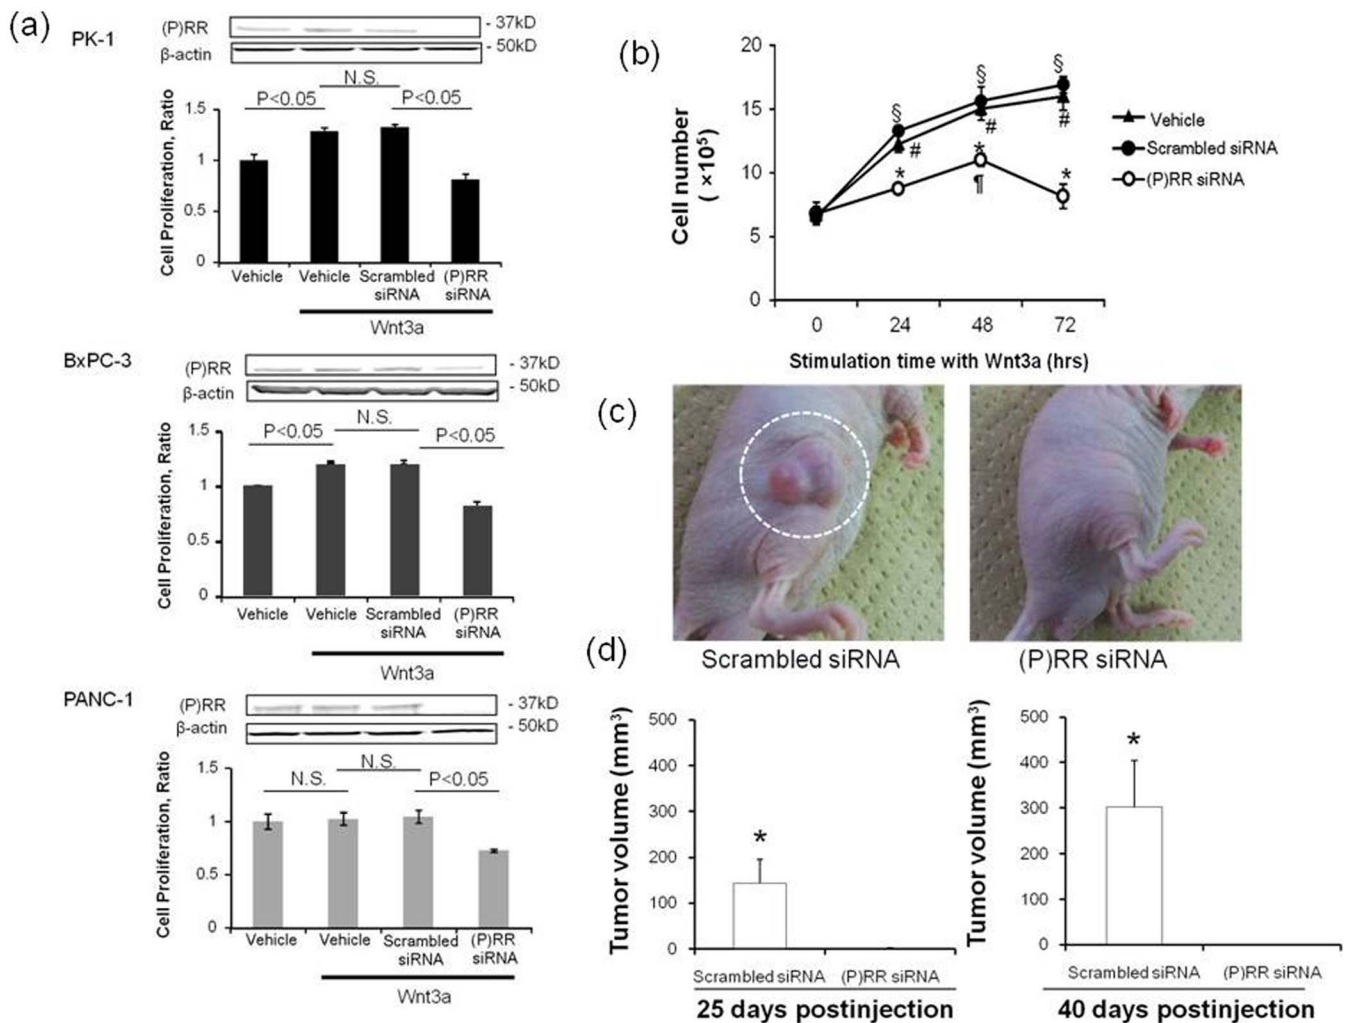 (a)
PK-1
(P)RR
- 37kD
β-actin
- 50kD
N.S.
P<0.05
P<0.05
Cell Proliferation, Ratio
1.5
1
0.5
0
Vehicle
Vehicle
Scrambled siRNA
(P)RR siRNA
Wnt3a
BxPC-3
(P)RR
- 37kD
β-actin
- 50kD
N.S.
P<0.05
P<0.05
Cell Proliferation, Ratio
1.5
1
0.5
0
Vehicle
Vehicle
Scrambled siRNA
(P)RR siRNA
Wnt3a
PANC-1
(P)RR
- 37kD
β-actin
- 50kD
N.S.
N.S.
P<0.05
Cell Proliferation, Ratio
1.5
1
0.5
0
Vehicle
Vehicle
Scrambled siRNA
(P)RR siRNA
Wnt3a
(b)
Cell number
( ×10⁵)
20
15
10
5
0
§
§
§
#
#
#
*
*
*
¶
Vehicle
Scrambled siRNA
(P)RR siRNA
0
24
48
72
Stimulation time with Wnt3a (hrs)
(c)
Scrambled siRNA
(P)RR siRNA
(d)
Tumor volume (mm³)
500
400
300
200
100
0
*
Scrambled siRNA
(P)RR siRNA
25 days postinjection
Tumor volume (mm³)
500
400
300
200
100
0
*
Scrambled siRNA
(P)RR siRNA
40 days postinjection